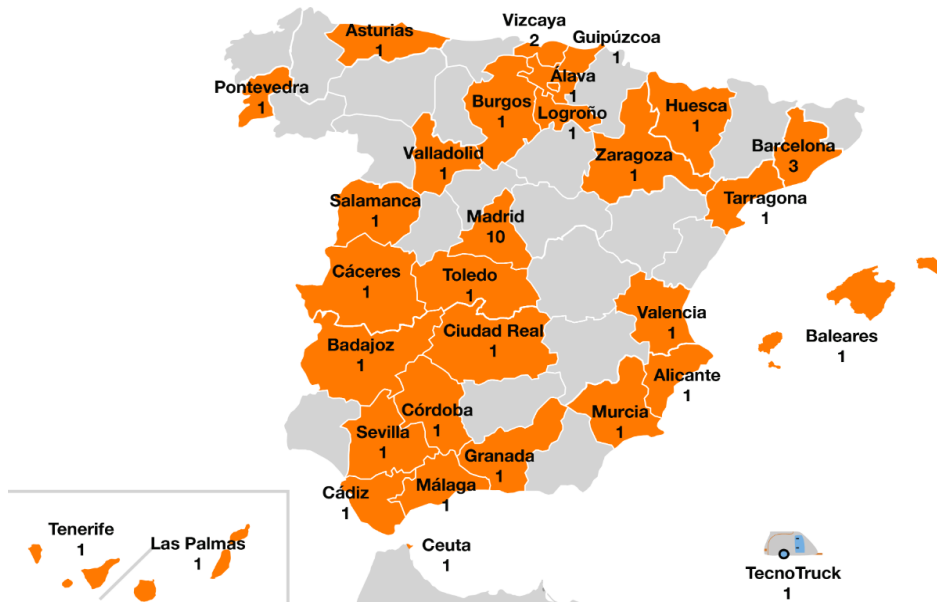 Vizcaya
2
Asturias
1
Guipúzcoa
1
Pontevedra
1
Álava
1
Burgos
1
Logroño
1
Huesca
1
Barcelona
3
Valladolid
1
Zaragoza
1
Salamanca
1
Tarragona
1
Madrid
10
Cáceres
1
Toledo
1
Valencia
1
Baleares
1
Badajoz
1
Ciudad Real
1
Alicante
1
Córdoba
1
Murcia
1
Sevilla
1
Granada
1
Cádiz
1
Málaga
1
Tenerife
1
Las Palmas
1
Ceuta
1
TecnoTruck
1